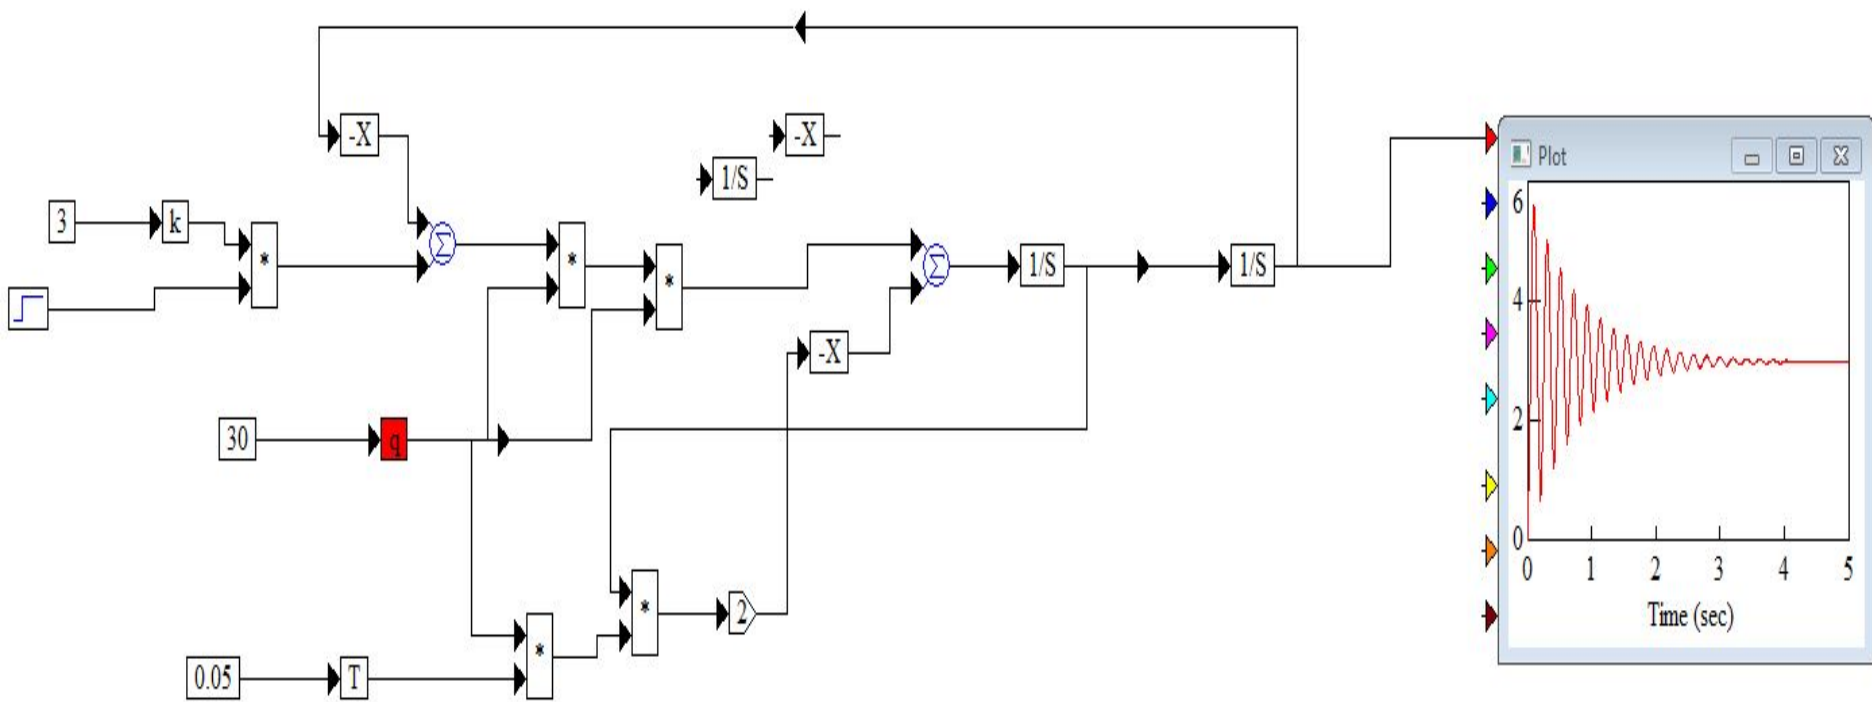 -X
-X
1/S
3
k
*
Σ
*
*
Σ
1/S
1/S
-X
30
q
*
2
0.05
T
*
Plot
6
4
2
0
0 1 2 3 4 5
Time (sec)